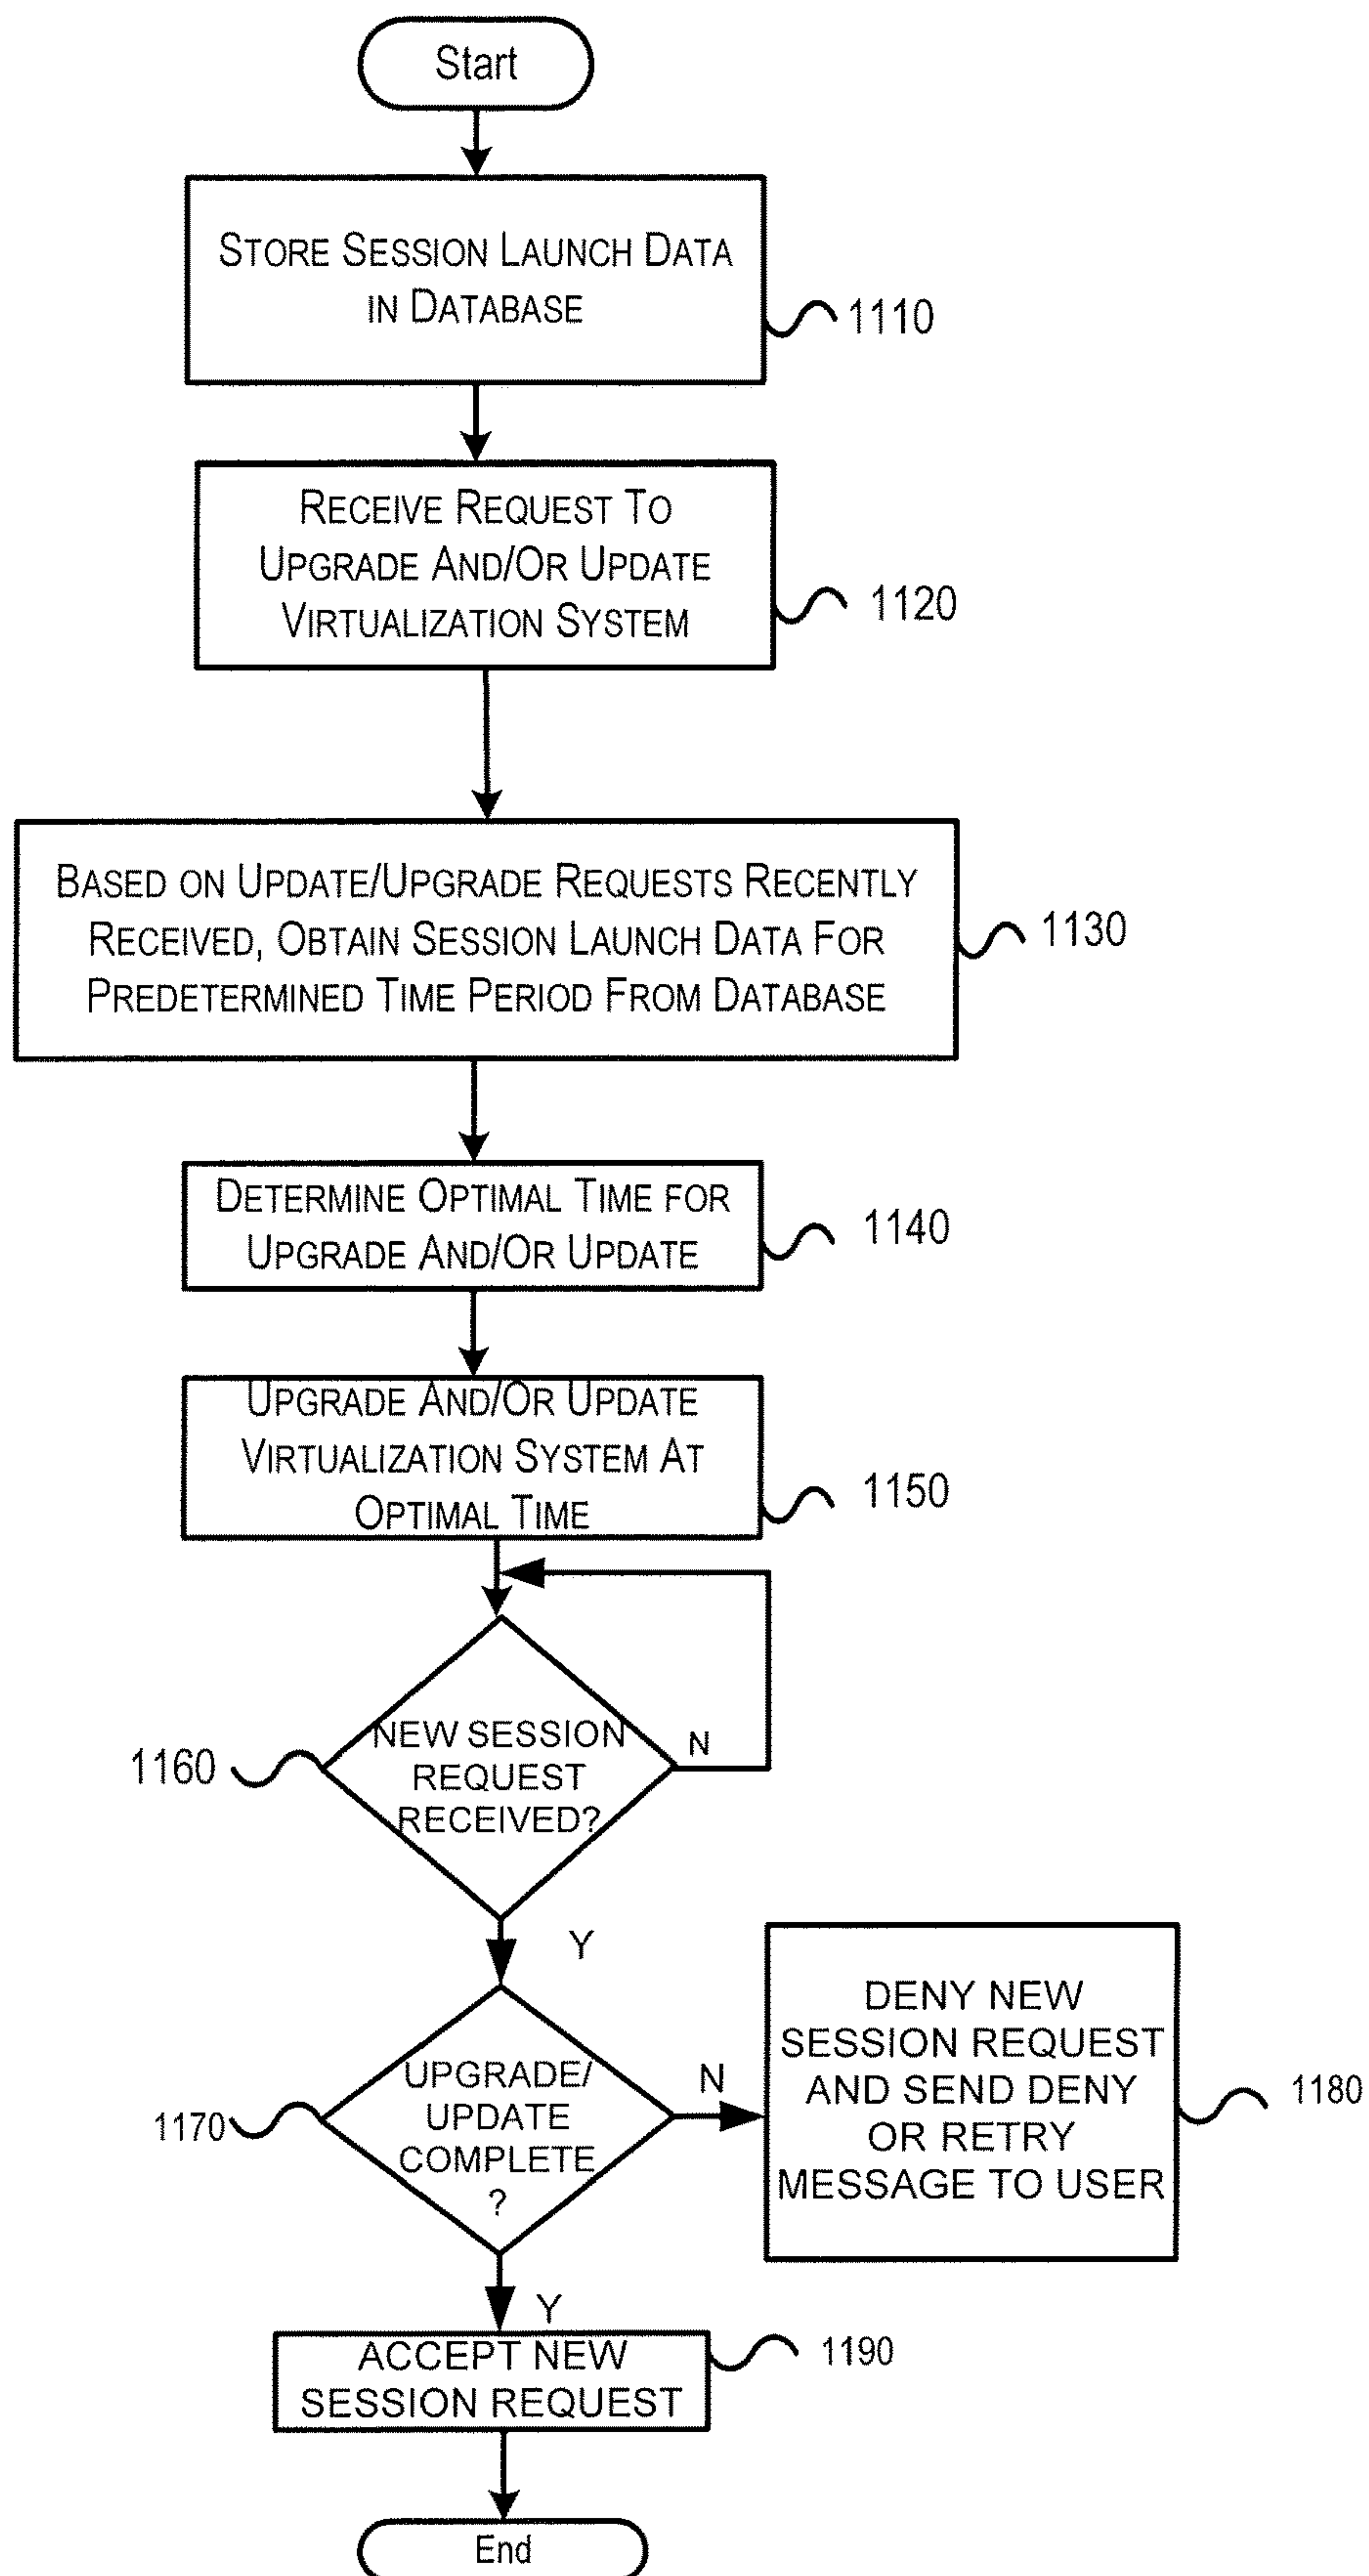 Start
STORE SESSION LAUNCH DATA
IN DATABASE
1110
RECEIVE REQUEST TO
UPGRADE AND/OR UPDATE
VIRTUALIZATION SYSTEM
1120
BASED ON UPDATE/UPGRADE REQUESTS RECENTLY
RECEIVED, OBTAIN SESSION LAUNCH DATA FOR
PREDETERMINED TIME PERIOD FROM DATABASE
1130
DETERMINE OPTIMAL TIME FOR
UPGRADE AND/OR UPDATE
1140
UPGRADE AND/OR UPDATE
VIRTUALIZATION SYSTEM AT
OPTIMAL TIME
1150
NEW SESSION
REQUEST
RECEIVED?
N
1160
Y
UPGRADE/
UPDATE
COMPLETE
?
N
1170
DENY NEW
SESSION REQUEST
AND SEND DENY
OR RETRY
MESSAGE TO USER
1180
Y
ACCEPT NEW
SESSION REQUEST
1190
End